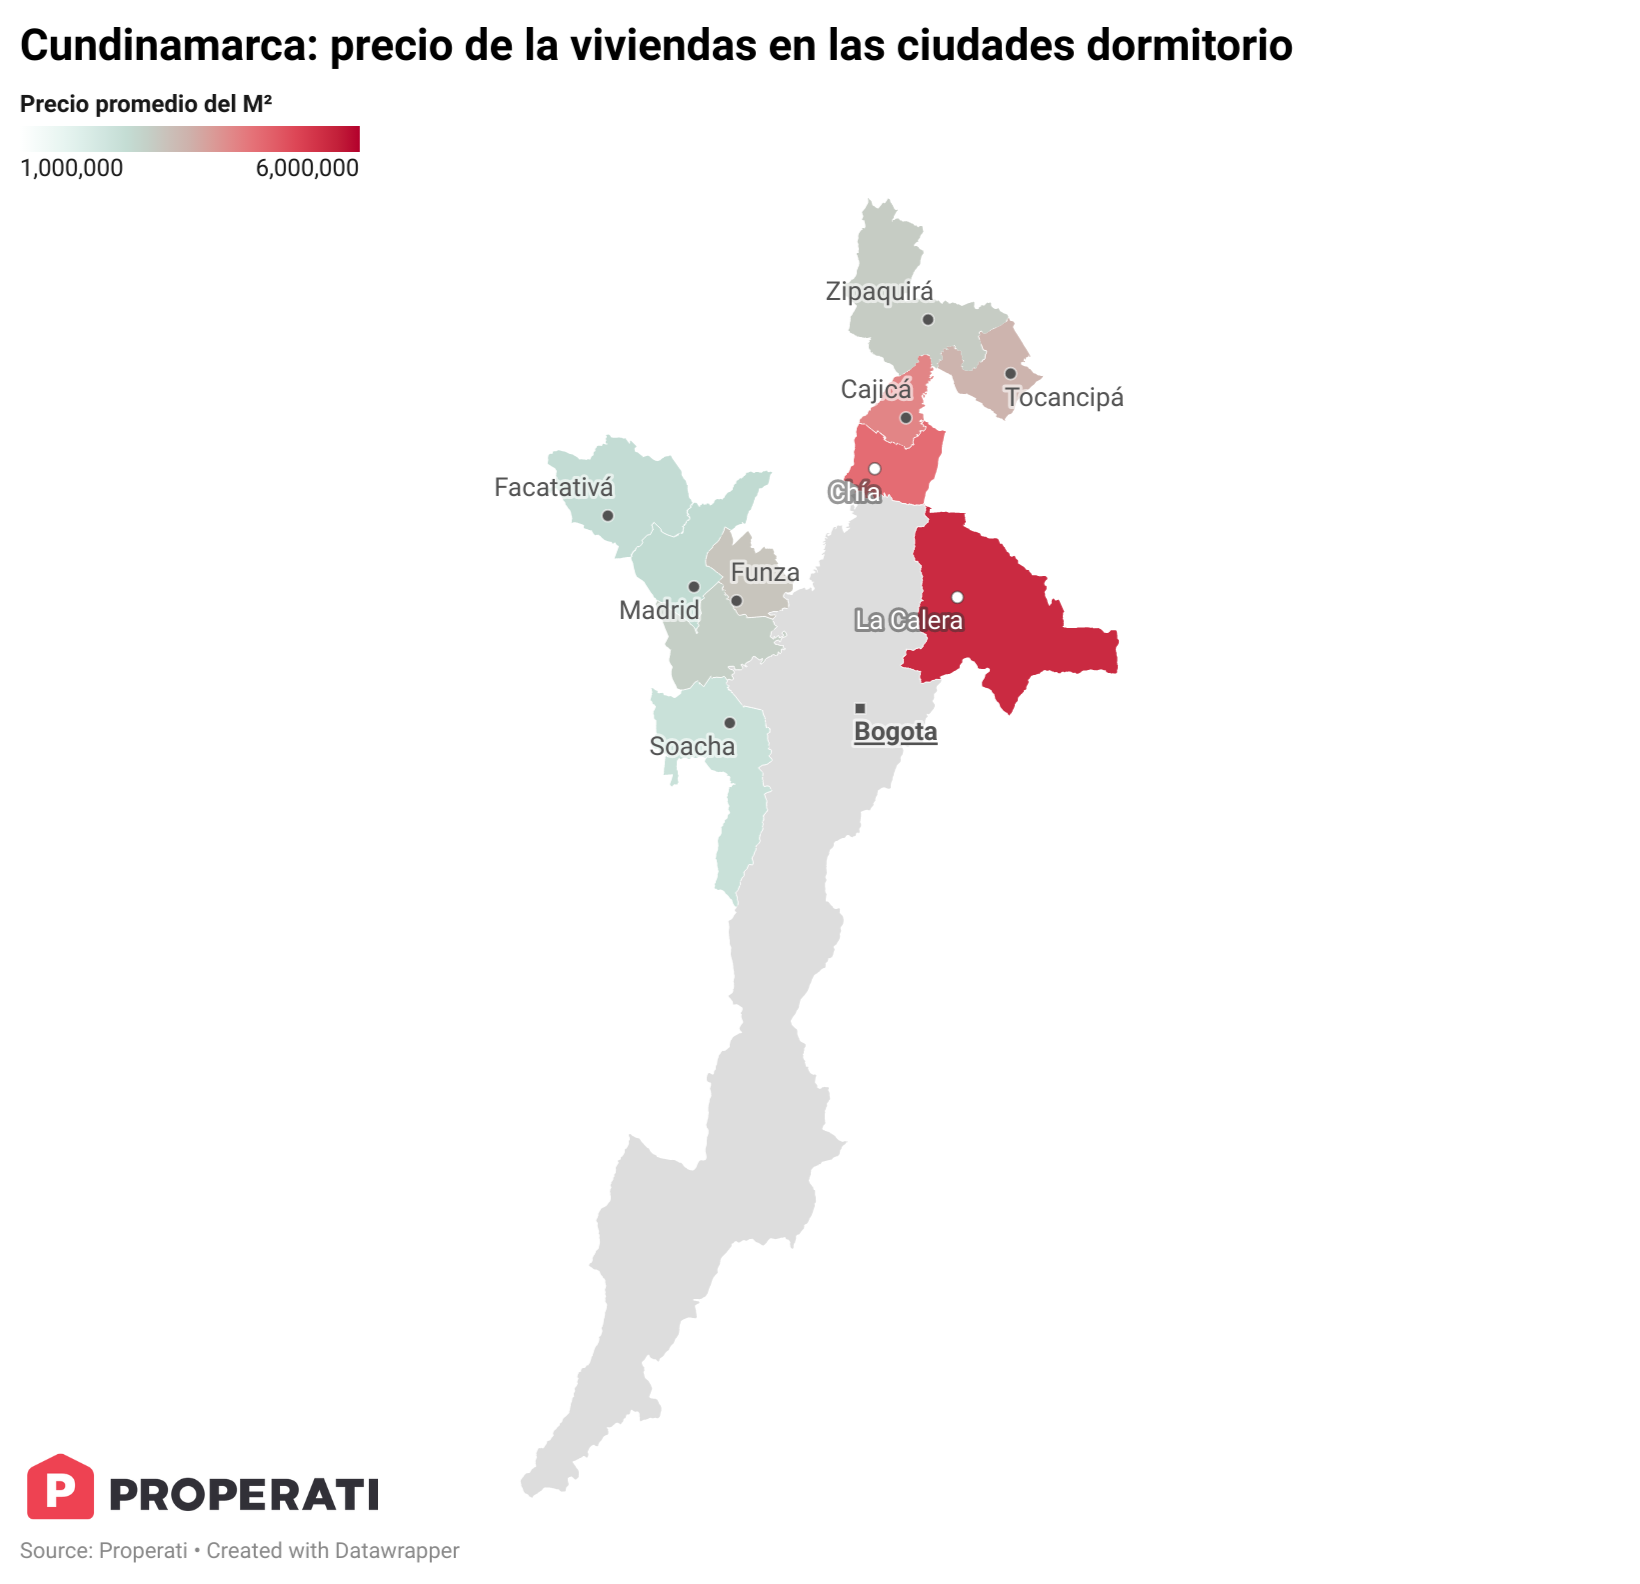 Cundinamarca: precio de la viviendas en las ciudades dormitorio
Precio promedio del M²
1,000,000 6,000,000
Zipaquirá
Cajicá
Tocancipá
Facatativá
Chía
Funza
Madrid
La Calera
Bogota
Soacha
P PROPERATI
Source: Properati • Created with Datawrapper